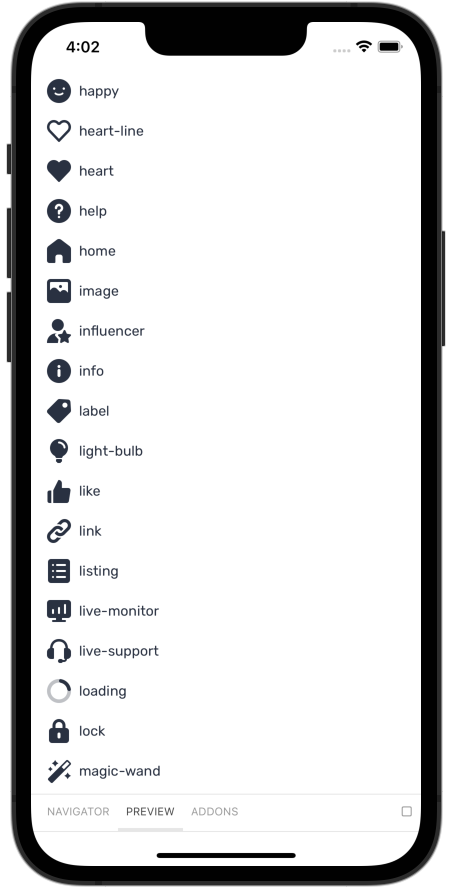 4:02
happy
heart-line
heart
help
home
image
influencer
info
label
light-bulb
like
link
listing
live-monitor
live-support
loading
lock
magic-wand
NAVIGATOR PREVIEW ADDONS